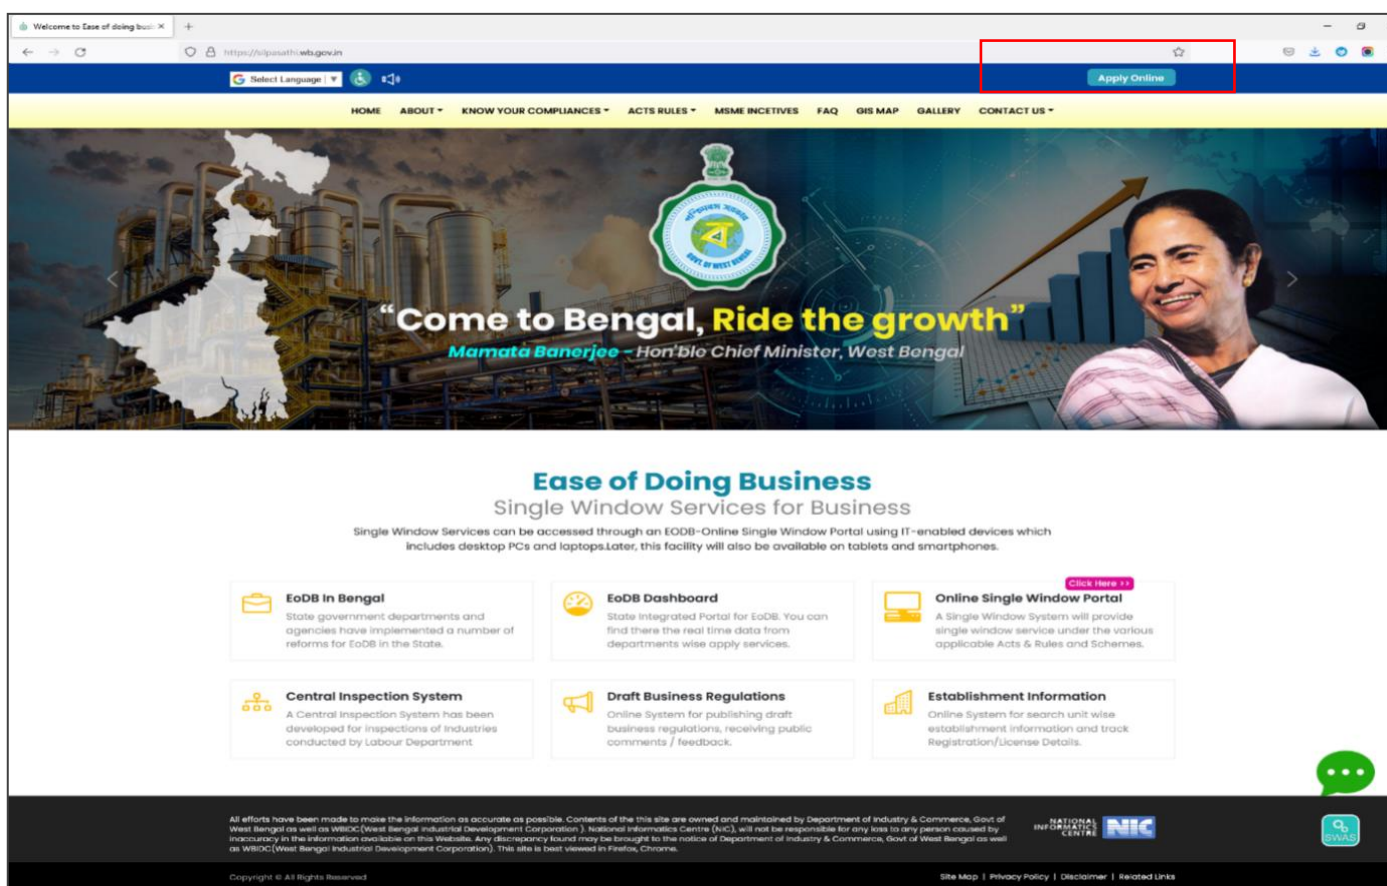 Welcome to Ease of doing busi
https://silpasathi.wb.gov.in
Select Language
Apply Online
HOME ABOUT KNOW YOUR COMPLIANCES ACTS RULES MSME INCETIVES FAQ GIS MAP GALLERY CONTACT US
পশ্চিমবঙ্গ সরকার
ব
GOVT. OF WEST BENGAL
“Come to Bengal, Ride the growth”
Mamata Banerjee - Hon'ble Chief Minister, West Bengal
Ease of Doing Business
Single Window Services for Business
Single Window Services can be accessed through an EODB-Online Single Window Portal using IT-enabled devices which
includes desktop PCs and laptops.Later, this facility will also be available on tablets and smartphones.
EoDB In Bengal
State government departments and
agencies have implemented a number of
reforms for EoDB in the State.
EoDB Dashboard
State Integrated Portal for EoDB. You can
find there the real time data from
departments wise apply services.
Click Here >>
Online Single Window Portal
A Single Window System will provide
single window service under the various
applicable Acts & Rules and Schemes.
Central Inspection System
A Central Inspection System has been
developed for inspections of Industries
conducted by Labour Department
Draft Business Regulations
Online System for publishing draft
business regulations, receiving public
comments / feedback.
Establishment Information
Online System for search unit wise
establishment information and track
Registration/License Details.
All efforts have been made to make the information as accurate as possible. Contents of the this site are owned and maintained by Department of Industry & Commerce, Govt of
West Bengal as well as WBIDC(West Bengal Industrial Development Corporation ). National Informatics Centre (NIC), will not be responsible for any loss to any person caused by
inaccuracy in the information available on this Website. Any discrepancy found may be brought to the notice of Department of Industry & Commerce, Govt of West Bengal as well
as WBIDC(West Bengal Industrial Development Corporation). This site is best viewed in Firefox, Chrome.
NATIONAL
INFORMATICS
CENTRE
NIC
SWAS
Copyright © All Rights Reserved
Site Map | Privacy Policy | Disclaimer | Related Links